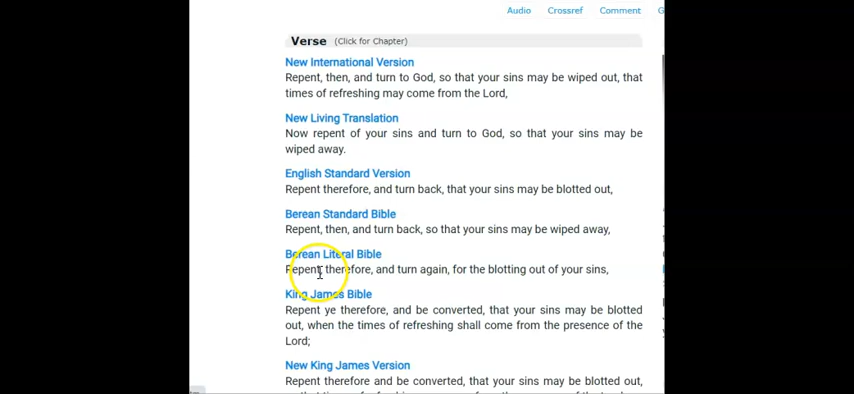 Audio Crossref Comment
Verse (Click for Chapter)
New International Version
Repent, then, and turn to God, so that your sins may be wiped out, that
times of refreshing may come from the Lord,
New Living Translation
Now repent of your sins and turn to God, so that your sins may be
wiped away.
English Standard Version
Repent therefore, and turn back, that your sins may be blotted out,
Berean Standard Bible
Repent, then, and turn back, so that your sins may be wiped away,
Berean Literal Bible
Repent therefore, and turn again, for the blotting out of your sins,
King James Bible
Repent ye therefore, and be converted, that your sins may be blotted
out, when the times of refreshing shall come from the presence of the
Lord;
New King James Version
Repent therefore and be converted, that your sins may be blotted out,